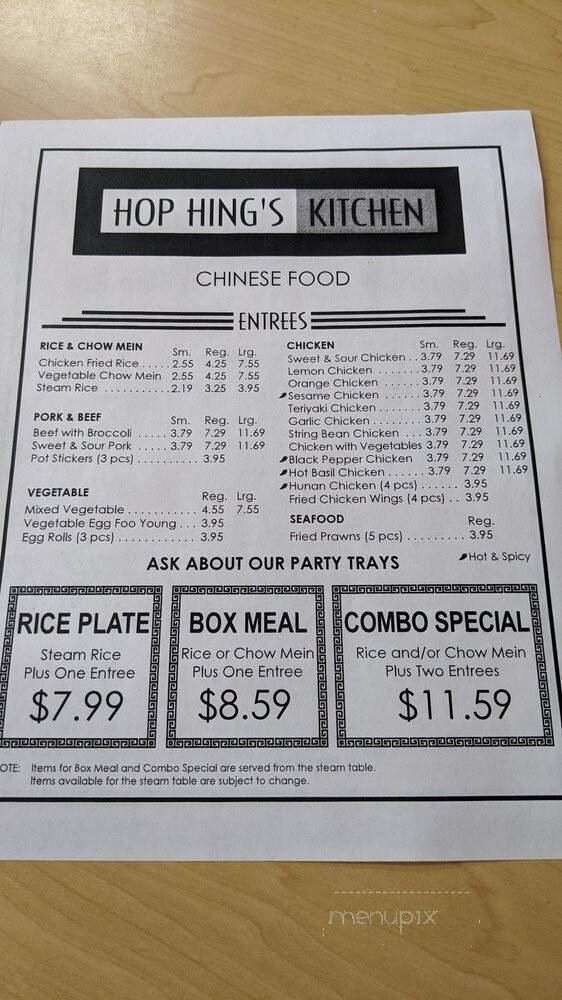 HOP HING'S KITCHEN
CHINESE FOOD
ENTREES
RICE & CHOW MEIN Sm. Reg. Lrg.
Chicken Fried Rice ..... 2.55 4.25 7.55
Vegetable Chow Mein 2.55 4.25 7.55
Steam Rice ............ 2.19 3.25 3.95
PORK & BEEF Sm. Reg. Lrg.
Beef with Broccoli ..... 3.79 7.29 11.69
Sweet & Sour Pork ..... 3.79 7.29 11.69
Pot Stickers (3 pcs) ........... 3.95
VEGETABLE Reg. Lrg.
Mixed Vegetable ............. 4.55 7.55
Vegetable Egg Foo Young ... 3.95
Egg Rolls (3 pcs) ............ 3.95
CHICKEN Sm. Reg. Lrg.
Sweet & Sour Chicken .. 3.79 7.29 11.69
Lemon Chicken ....... 3.79 7.29 11.69
Orange Chicken ...... 3.79 7.29 11.69
Sesame Chicken ...... 3.79 7.29 11.69
Teriyaki Chicken ....... 3.79 7.29 11.69
Garlic Chicken ........ 3.79 7.29 11.69
String Bean Chicken ... 3.79 7.29 11.69
Chicken with Vegetables 3.79 7.29 11.69
Black Pepper Chicken 3.79 7.29 11.69
Hot Basil Chicken ...... 3.79 7.29 11.69
Hunan Chicken (4 pcs) ...... 3.95
Fried Chicken Wings (4 pcs) .. 3.95
SEAFOOD Reg.
Fried Prawns (5 pcs) ......... 3.95
Hot & Spicy
ASK ABOUT OUR PARTY TRAYS
RICE PLATE
Steam Rice
Plus One Entree
$7.99
BOX MEAL
Rice or Chow Mein
Plus One Entree
$8.59
COMBO SPECIAL
Rice and/or Chow Mein
Plus Two Entrees
$11.59
OTE: Items for Box Meal and Combo Special are served from the steam table.
Items available for the steam table are subject to change.
menupix